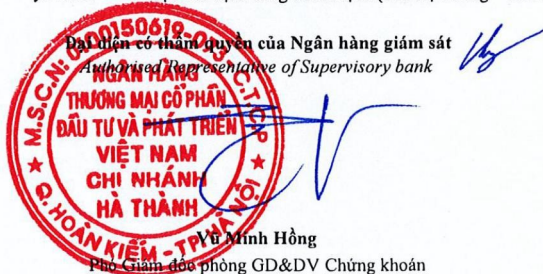 Đại diện có thẩm quyền của Ngân hàng giám sát
Authorised Representative of Supervisory bank
NGÂN HÀNG
THƯƠNG MẠI CỔ PHẦN
ĐẦU TƯ VÀ PHÁT TRIỂN
VIỆT NAM
CHI NHÁNH
HÀ THÀNH
Q. HOÀN KIẾM - TP. HÀ NỘI
Vũ Minh Hồng
Phó Giám đốc phòng GD&DV Chứng khoán